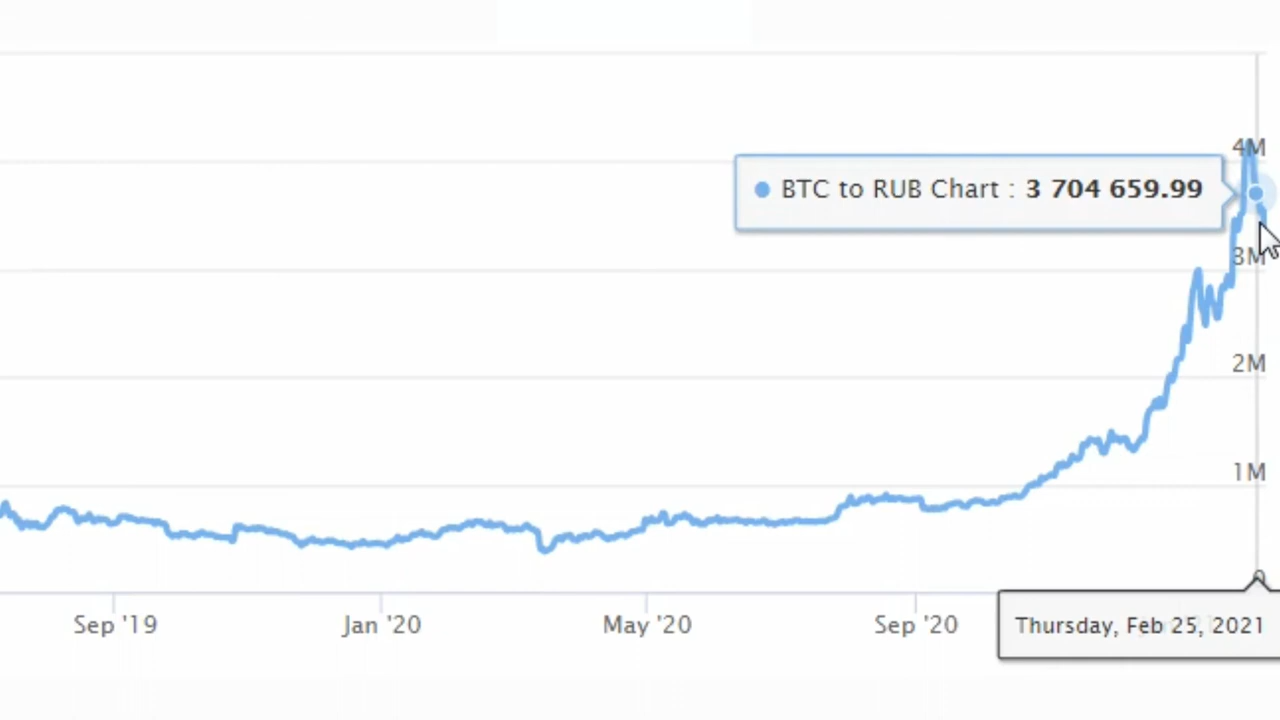 4M
BTC to RUB Chart : 3 704 659.99
3M
2M
1M
0
Sep '19
Jan '20
May '20
Sep '20
Thursday, Feb 25, 2021